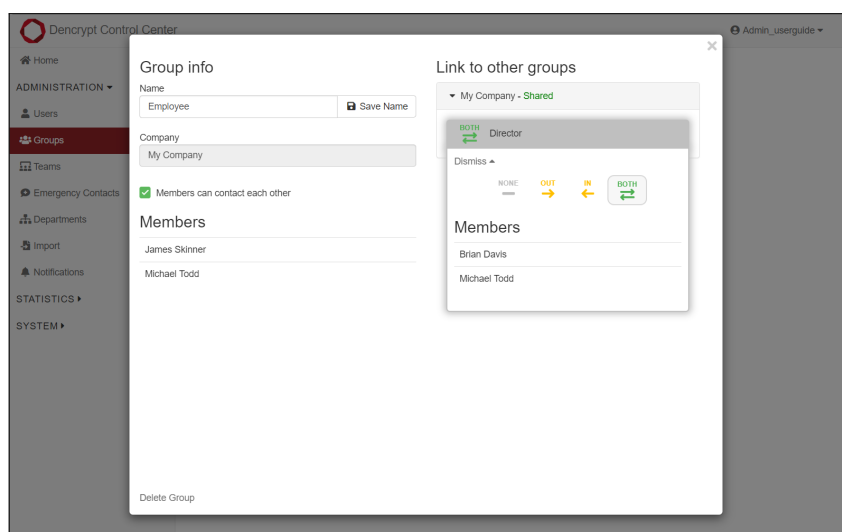 Dencrypt Control Center
Admin_userguide
Home
ADMINISTRATION
Users
Groups
Teams
Emergency Contacts
Departments
Import
Notifications
STATISTICS
SYSTEM
×
Group info
Name
Employee
Save Name
Company
My Company
Members can contact each other
Members
James Skinner
Michael Todd
Delete Group
Link to other groups
My Company - Shared
BOTH
Director
Dismiss
NONE OUT IN BOTH
Members
Brian Davis
Michael Todd